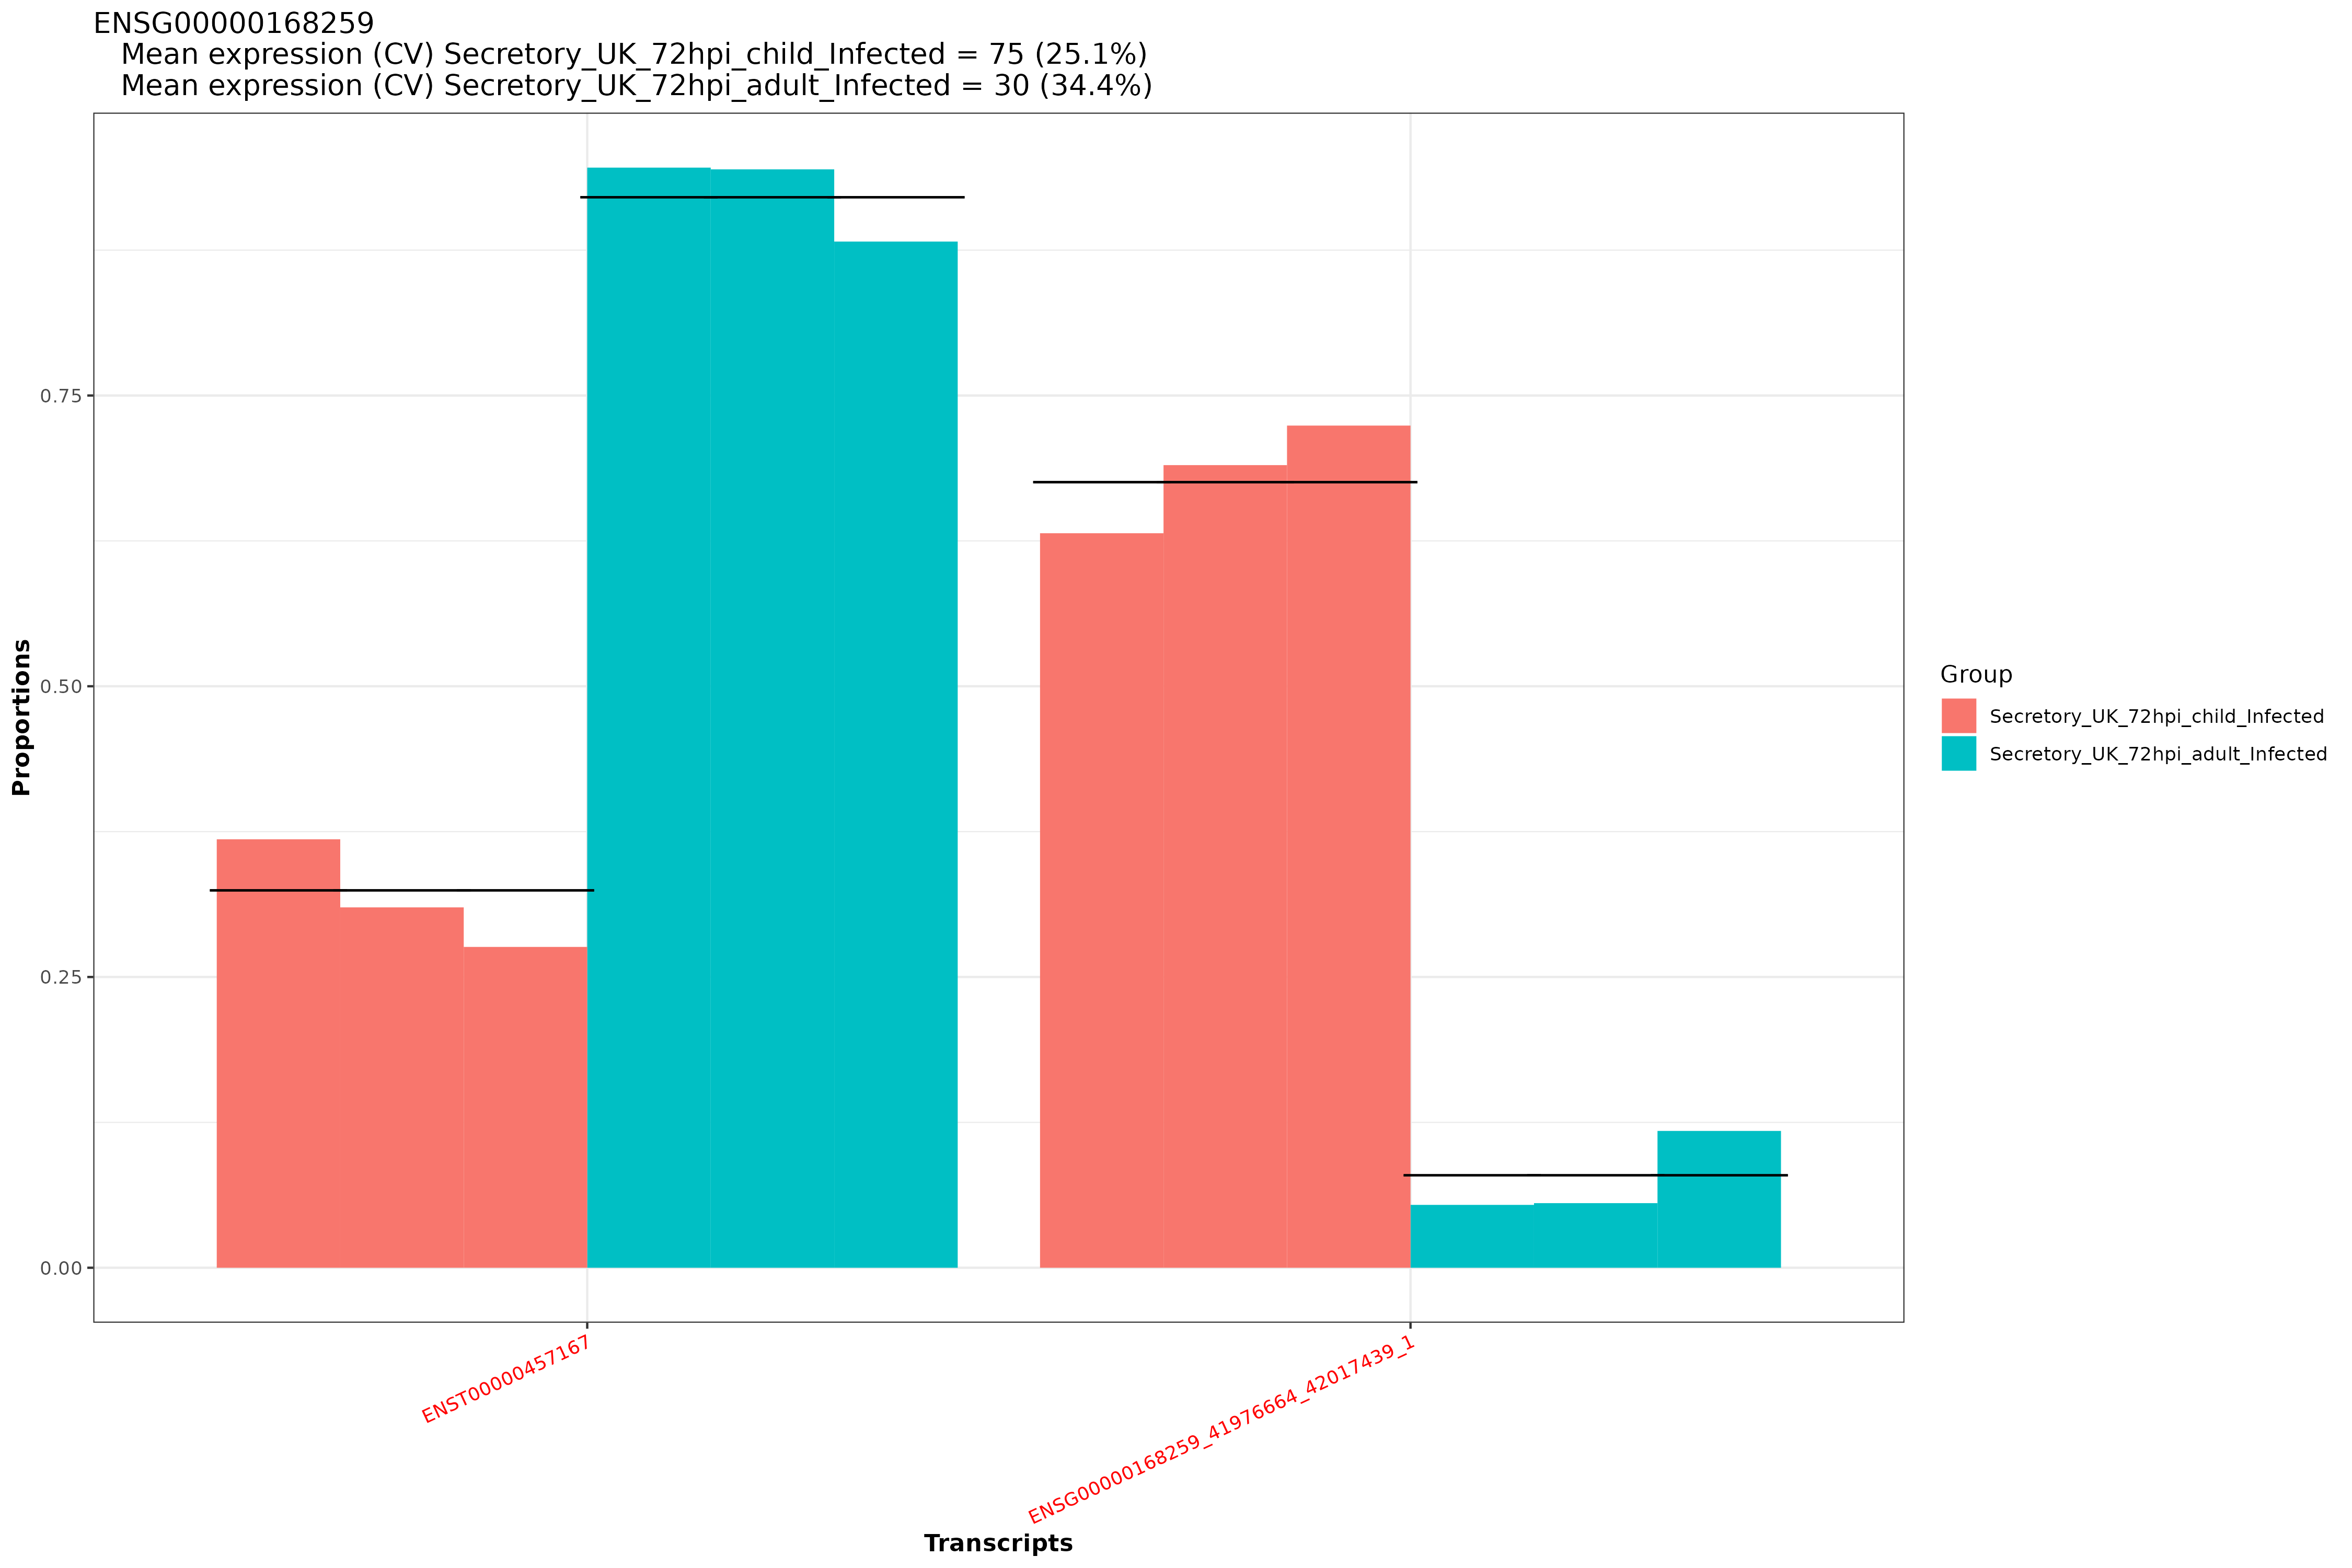 ENSG00000168259
Mean expression (CV) Secretory_UK_72hpi_child_Infected = 75 (25.1%)
Mean expression (CV) Secretory_UK_72hpi_adult_Infected = 30 (34.4%)
Proportions
0.75
0.50
0.25
0.00
ENST00000457167
ENSG00000168259_41976664_42017439_1
Transcripts
Group
Secretory_UK_72hpi_child_Infected
Secretory_UK_72hpi_adult_Infected